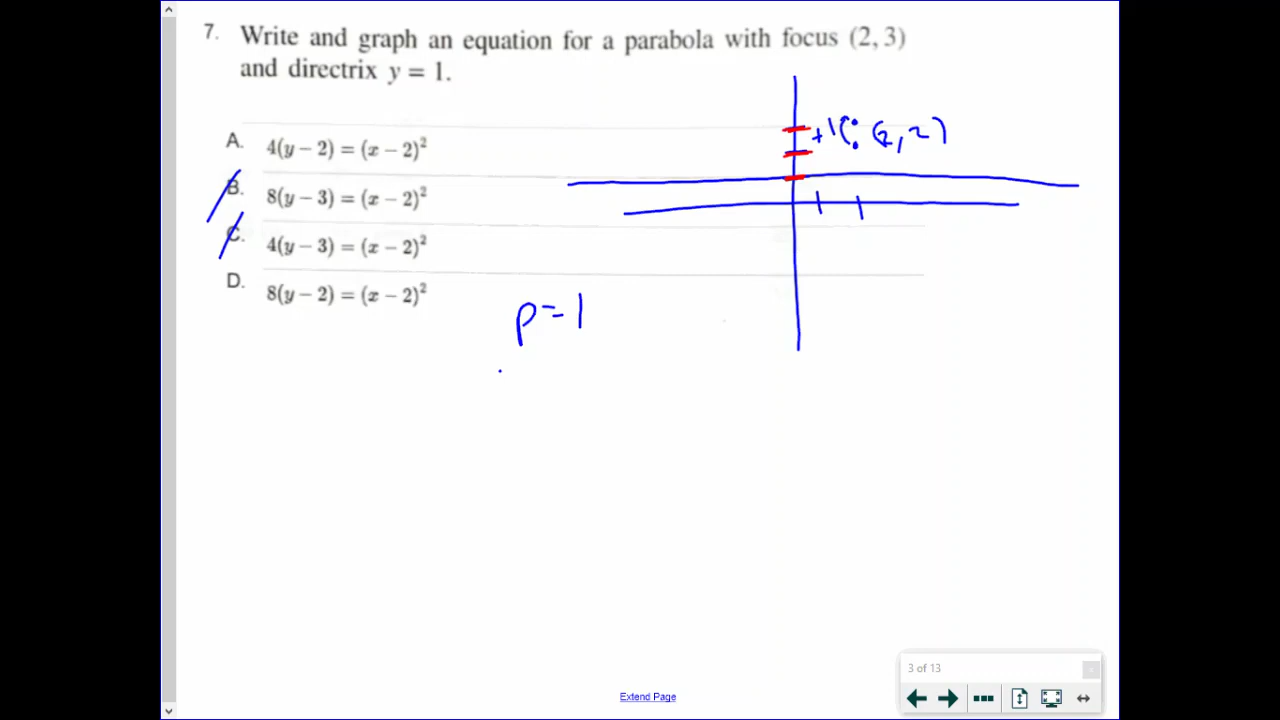 7. Write and graph an equation for a parabola with focus (2, 3)
and directrix y = 1.
A. 4(y − 2) = (x − 2)²
B. 8(y − 3) = (x − 2)²
C. 4(y − 3) = (x − 2)²
D. 8(y − 2) = (x − 2)²
+1 (2, 2)
p = 1
3 of 13
Extend Page